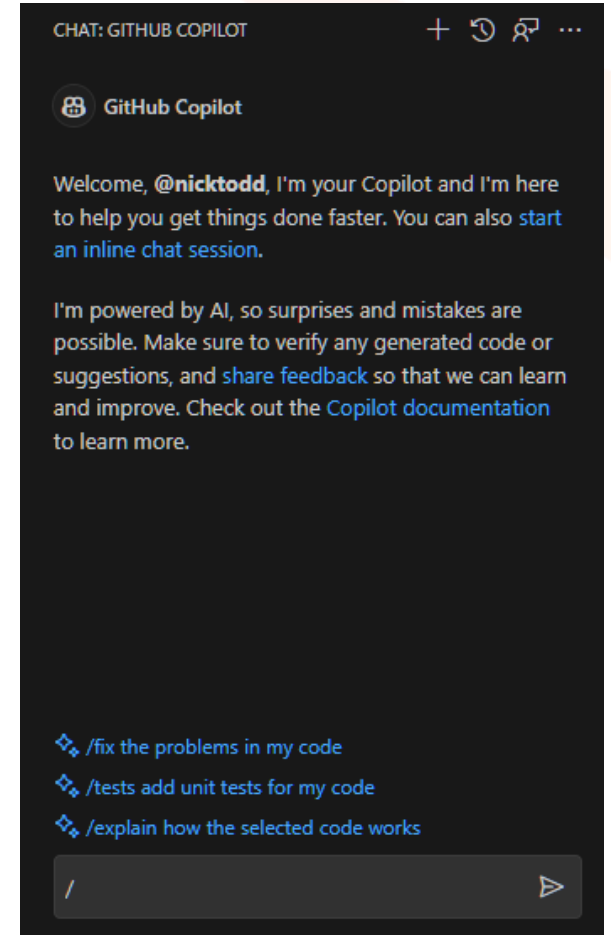 CHAT: GITHUB COPILOT
GitHub Copilot
Welcome, @nicktodd, I'm your Copilot and I'm here
to help you get things done faster. You can also start
an inline chat session.
I'm powered by AI, so surprises and mistakes are
possible. Make sure to verify any generated code or
suggestions, and share feedback so that we can learn
and improve. Check out the Copilot documentation
to learn more.
/fix the problems in my code
/tests add unit tests for my code
/explain how the selected code works
/